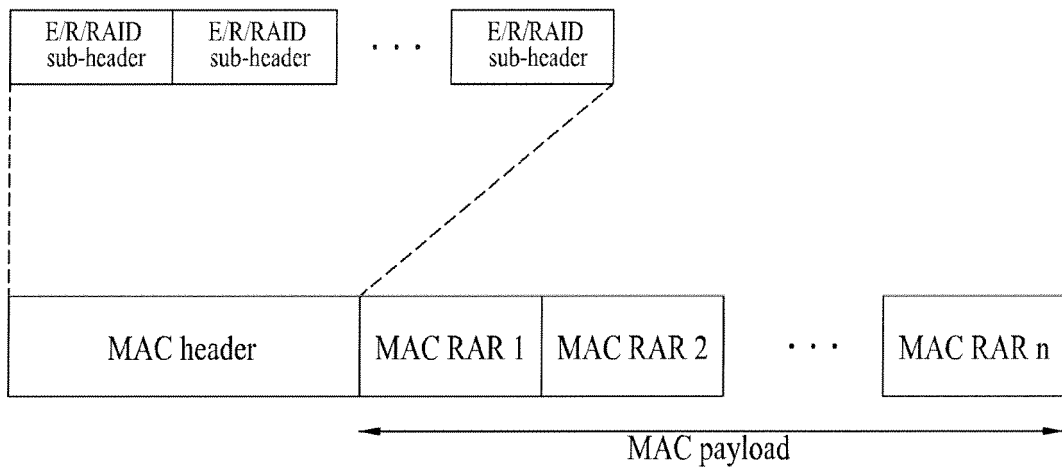 E/R/RAID
sub-header
E/R/RAID
sub-header
. . .
E/R/RAID
sub-header
MAC header
MAC RAR 1
MAC RAR 2
. . .
MAC RAR n
MAC payload